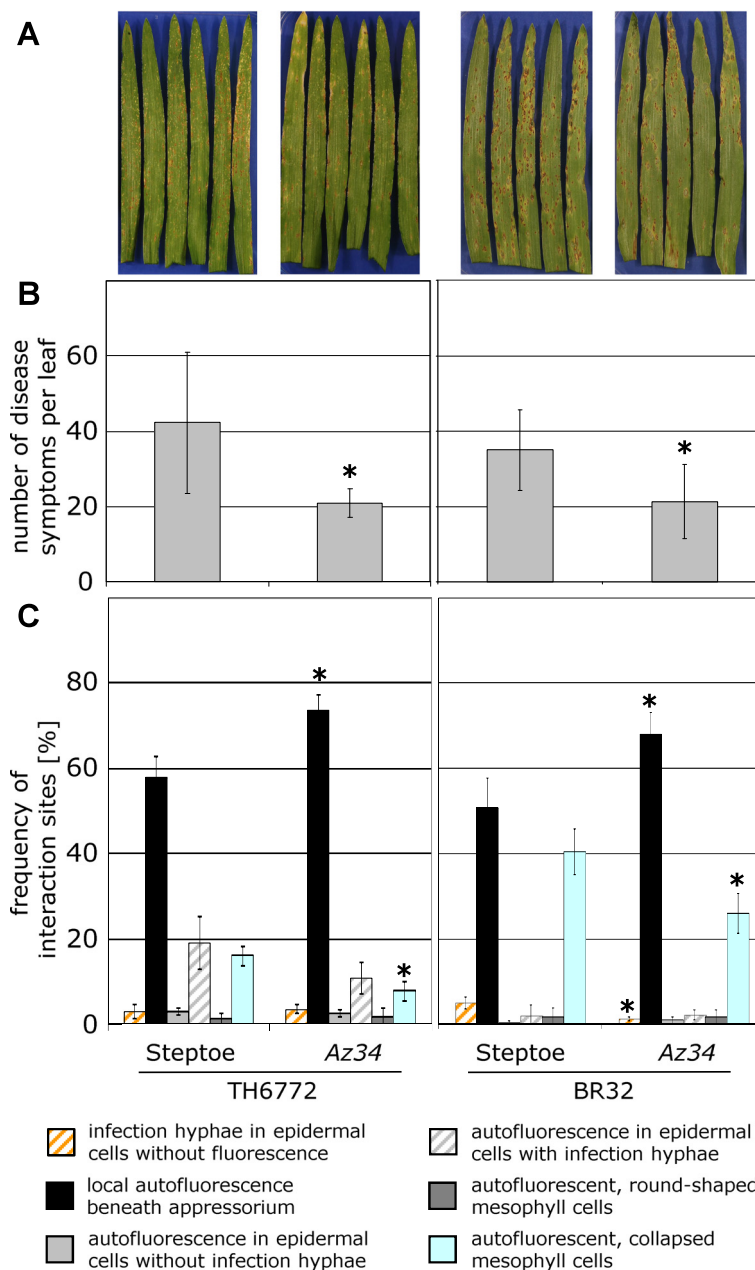 A
B
number of disease
symptoms per leaf
60
40
20
0
*
*
C
frequency of
interaction sites [%]
80
60
40
20
0
*
*
*
*
*
Steptoe Az34 Steptoe Az34
TH6772 BR32
infection hyphae in epidermal
cells without fluorescence
local autofluorescence
beneath appressorium
autofluorescence in epidermal
cells without infection hyphae
autofluorescence in epidermal
cells with infection hyphae
autofluorescent, round-shaped
mesophyll cells
autofluorescent, collapsed
mesophyll cells